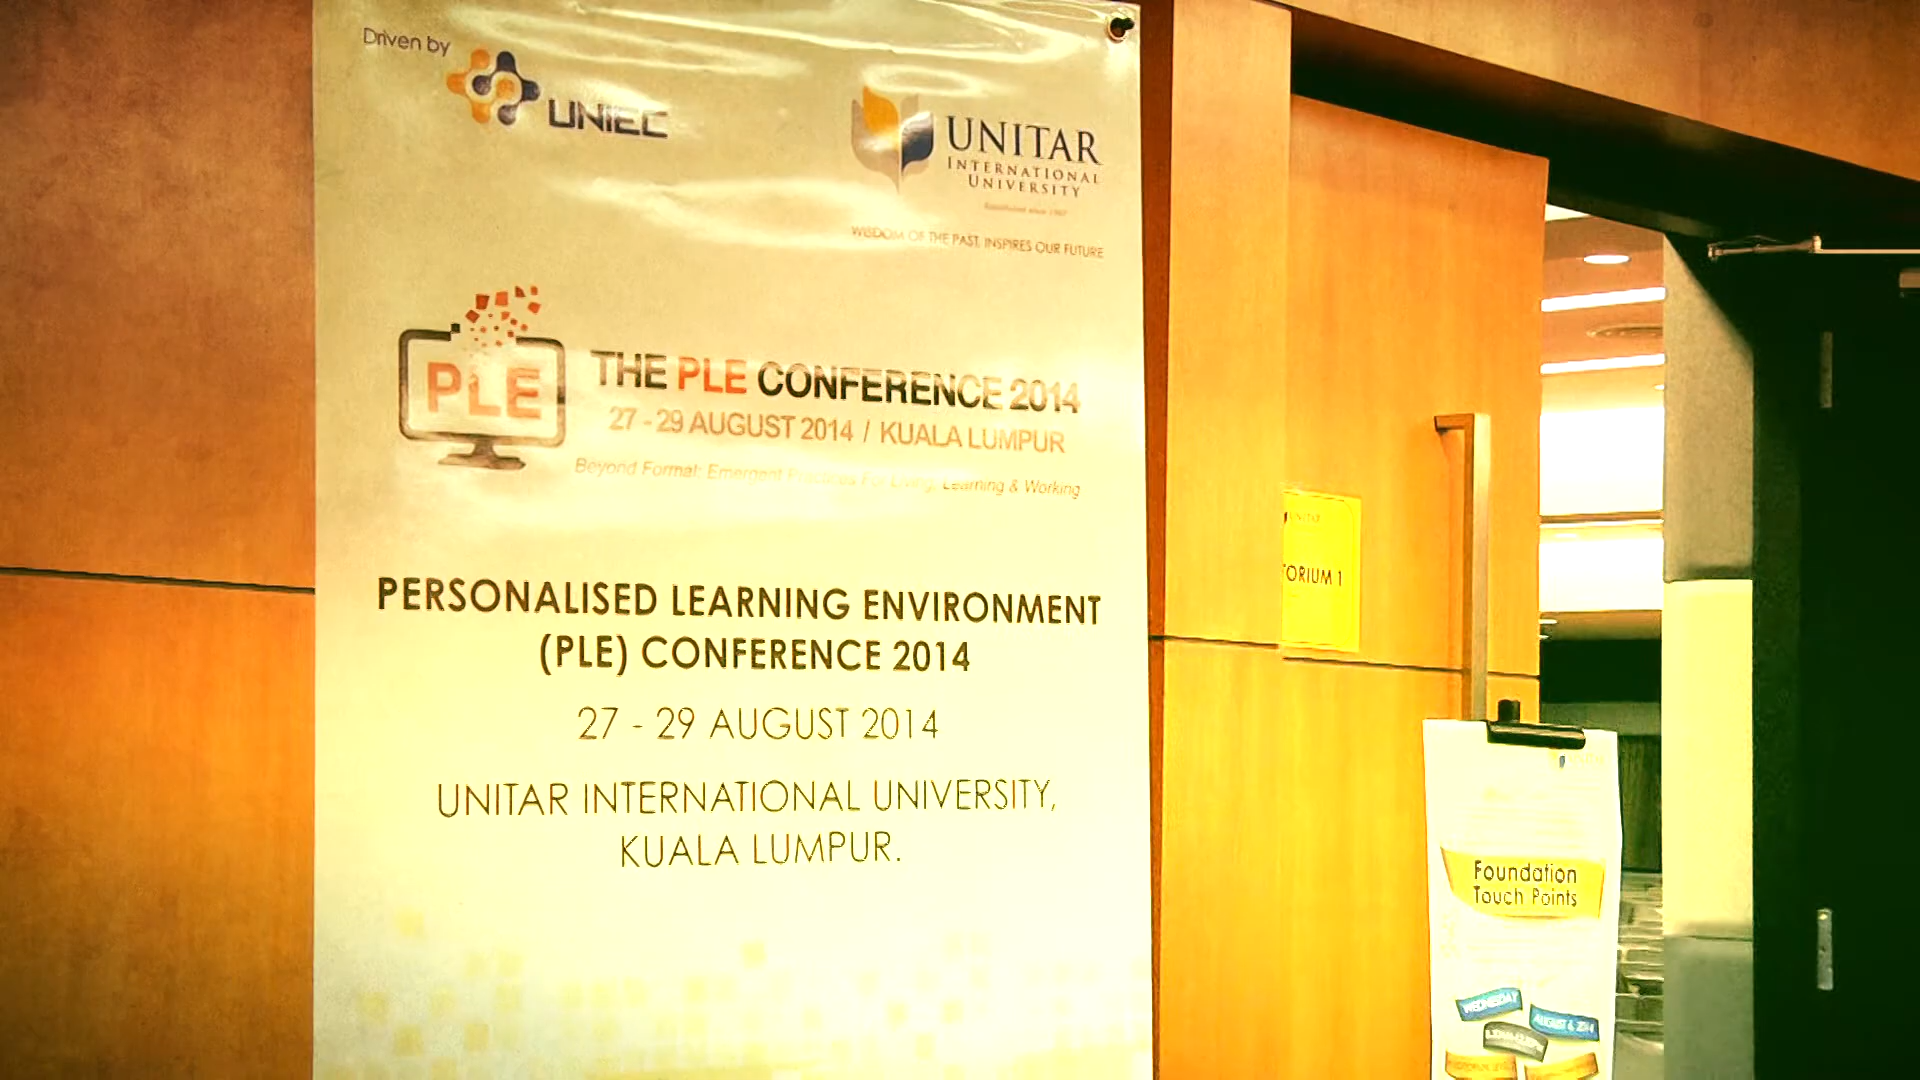 Driven by
UNIEC
UNITAR
INTERNATIONAL
UNIVERSITY
WISDOM OF THE PAST, INSPIRES OUR FUTURE
PLE
THE PLE CONFERENCE 2014
27 - 29 AUGUST 2014 / KUALA LUMPUR
Beyond Formal: Emergent Practices For Living, Learning & Working
PERSONALISED LEARNING ENVIRONMENT
(PLE) CONFERENCE 2014
27 - 29 AUGUST 2014
UNITAR INTERNATIONAL UNIVERSITY,
KUALA LUMPUR.
UNITAR
TORIUM 1
Foundation
Touch Points
WEDNESDAY
AUGUST 6, 2014